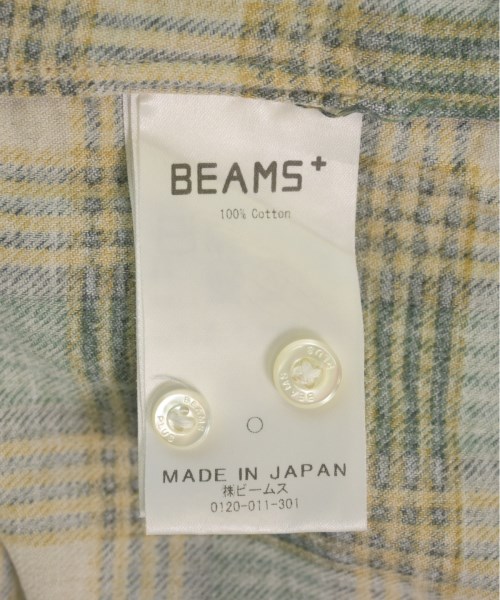 BEAMS+
100% Cotton
MADE IN JAPAN
㈱ビームス
0120-011-301